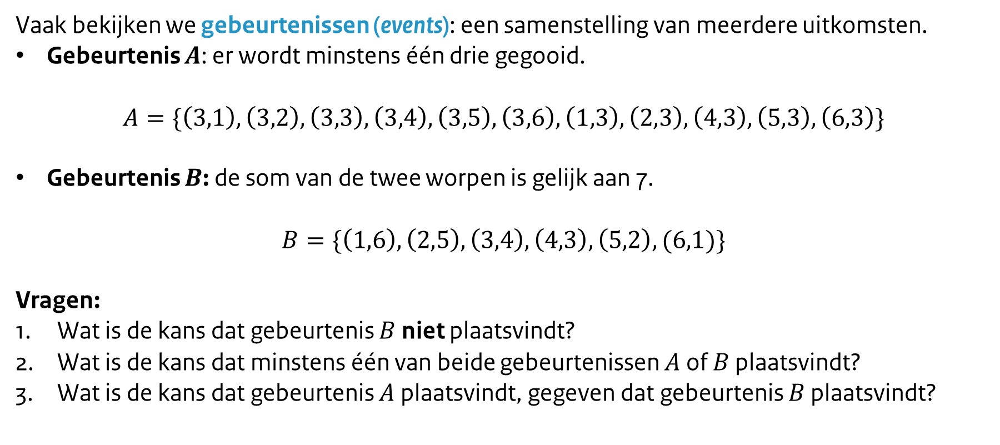 Vaak bekijken we gebeurtenissen (events): een samenstelling van meerdere uitkomsten.
• Gebeurtenis A: er wordt minstens één drie gegooid.
A = {(3,1), (3,2), (3,3), (3,4), (3,5), (3,6), (1,3), (2,3), (4,3), (5,3), (6,3)}
• Gebeurtenis B: de som van de twee worpen is gelijk aan 7.
B = {(1,6), (2,5), (3,4), (4,3), (5,2), (6,1)}
Vragen:
1. Wat is de kans dat gebeurtenis B niet plaatsvindt?
2. Wat is de kans dat minstens één van beide gebeurtenissen A of B plaatsvindt?
3. Wat is de kans dat gebeurtenis A plaatsvindt, gegeven dat gebeurtenis B plaatsvindt?